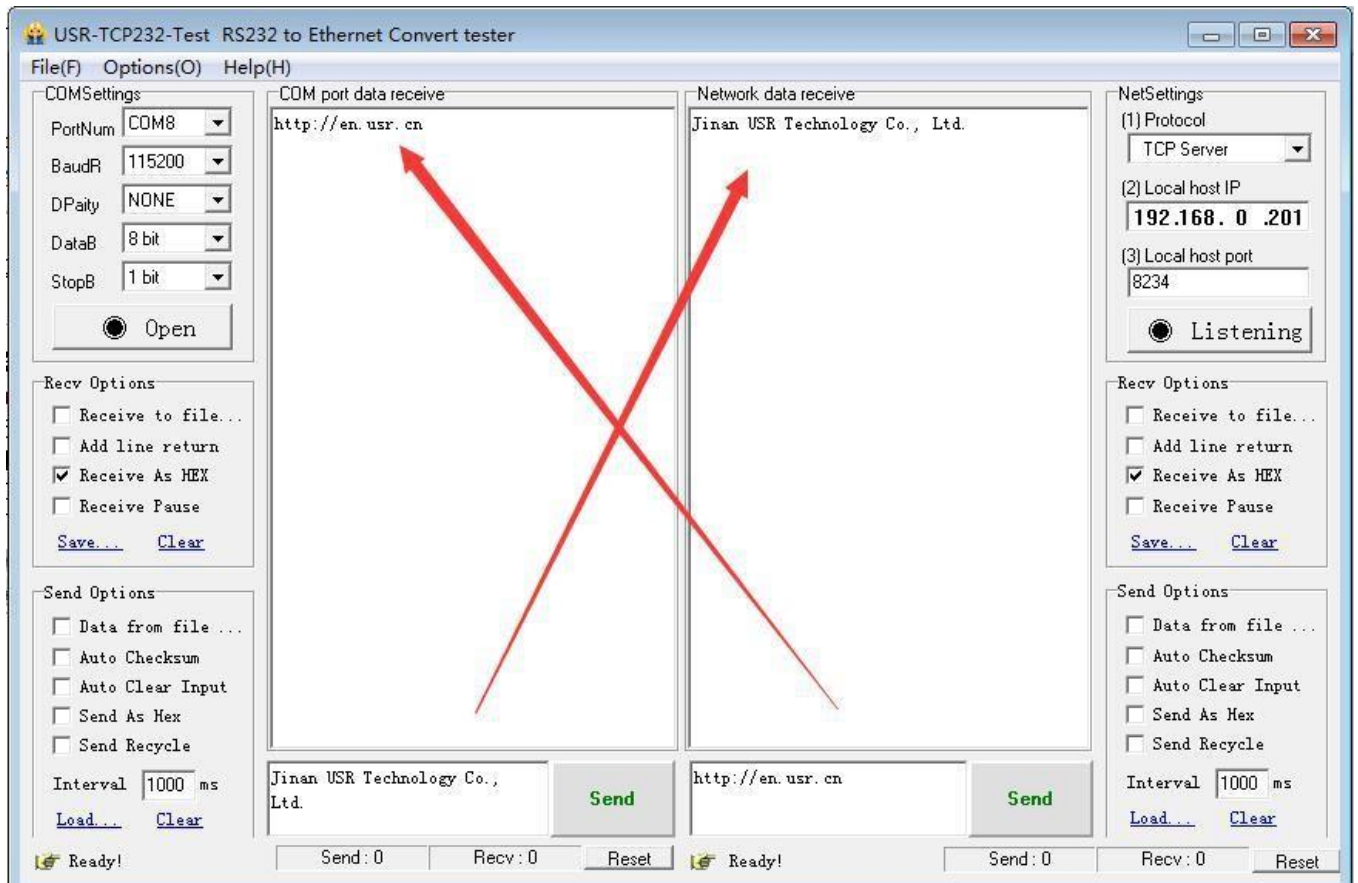 USR-TCP232-Test RS232 to Ethernet Convert tester
File(F) Options(O) Help(H)
COMSettings
PortNum COM8
BaudR 115200
DPaity NONE
DataB 8 bit
StopB 1 bit
Open
Recv Options
Receive to file...
Add line return
Receive As HEX
Receive Pause
Save... Clear
Send Options
Data from file ...
Auto Checksum
Auto Clear Input
Send As Hex
Send Recycle
Interval 1000 ms
Load... Clear
Ready!
COM port data receive
http://en.usr.cn
Jinan USR Technology Co.,
Ltd.
Send
Send : 0 Recv : 0 Reset
Network data receive
Jinan USR Technology Co., Ltd.
http://en.usr.cn
Send
Ready! Send : 0 Recv : 0 Reset
NetSettings
(1) Protocol
TCP Server
(2) Local host IP
192.168. 0 .201
(3) Local host port
8234
Listening
Recv Options
Receive to file...
Add line return
Receive As HEX
Receive Pause
Save... Clear
Send Options
Data from file ...
Auto Checksum
Auto Clear Input
Send As Hex
Send Recycle
Interval 1000 ms
Load... Clear